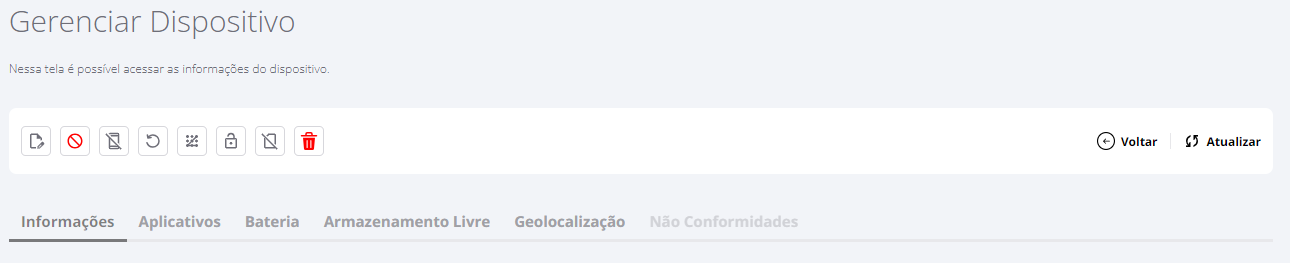 Gerenciar Dispositivo
Nessa tela é possível acessar as informações do dispositivo.
Voltar Atualizar
Informações Aplicativos Bateria Armazenamento Livre Geolocalização Não Conformidades